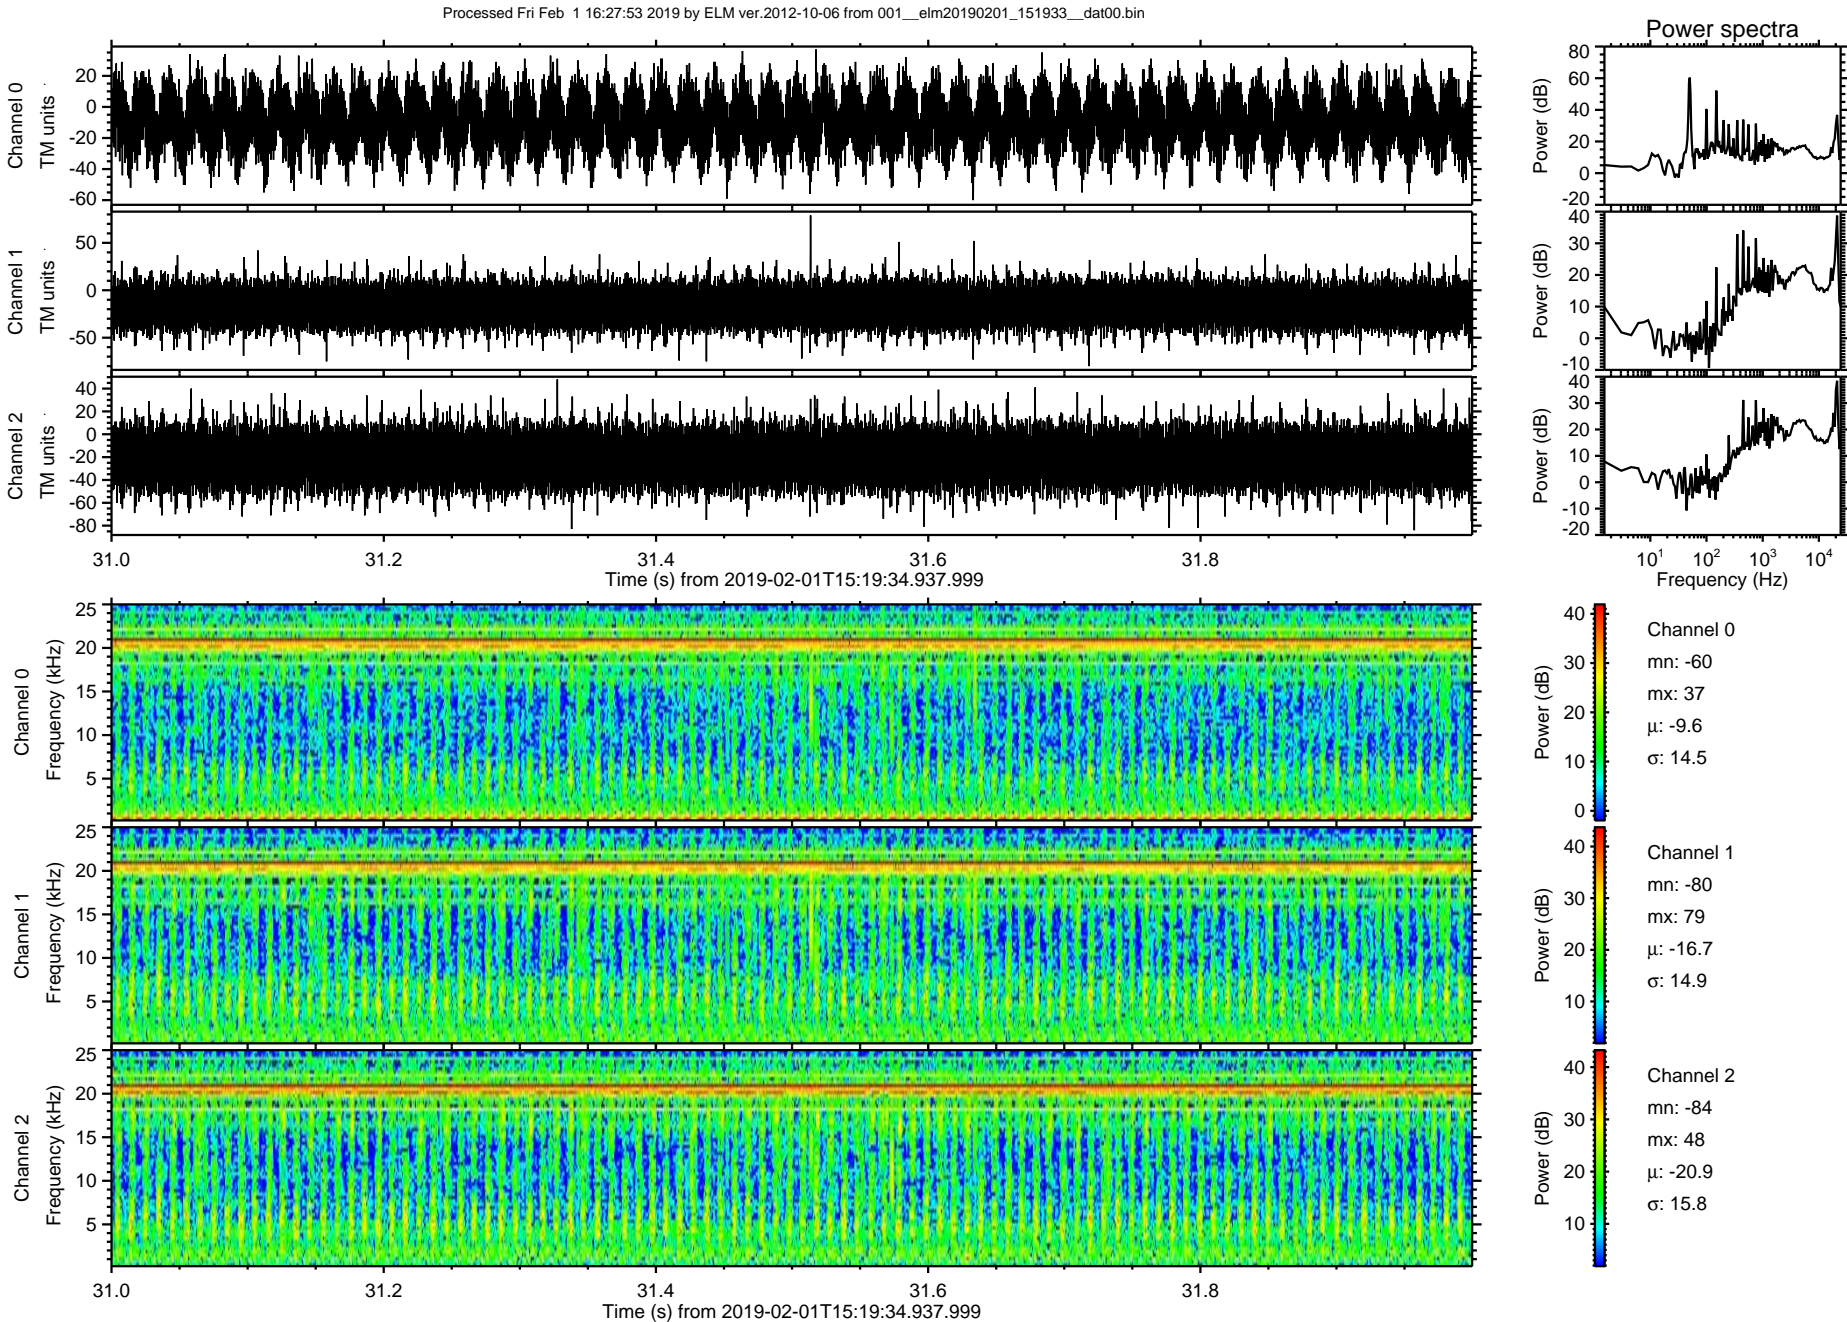 Processed Fri Feb  1 16:27:53 2019 by ELM ver.2012-10-06 from 001__elm20190201_151933__dat00.bin
Power spectra
Channel 0
TM units
20
0
-20
-40
-60
Power (dB)
80
60
40
20
0
-20
Channel 1
TM units
50
0
-50
Power (dB)
40
30
20
10
0
-10
Channel 2
TM units
40
20
0
-20
-40
-60
-80
Power (dB)
40
30
20
10
0
-10
-20
31.0 31.2 31.4 31.6 31.8
Time (s) from 2019-02-01T15:19:34.937.999
10^1 10^2 10^3 10^4
Frequency (Hz)
Channel 0
Frequency (kHz)
25
20
15
10
5
Power (dB)
40
30
20
10
0
Channel 0
mn: -60
mx: 37
μ: -9.6
σ: 14.5
Channel 1
Frequency (kHz)
25
20
15
10
5
Power (dB)
40
30
20
10
Channel 1
mn: -80
mx: 79
μ: -16.7
σ: 14.9
Channel 2
Frequency (kHz)
25
20
15
10
5
Power (dB)
40
30
20
10
Channel 2
mn: -84
mx: 48
μ: -20.9
σ: 15.8
31.0 31.2 31.4 31.6 31.8
Time (s) from 2019-02-01T15:19:34.937.999